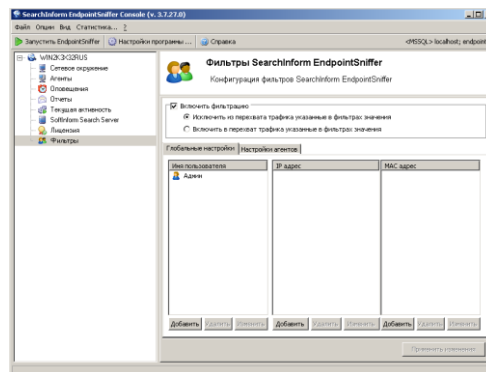 SearchInform EndpointSniffer Console (v. 3.7.27.0)
Файл Опции Вид Статистика... ?
Запустить EndpointSniffer Настройки программы ... Справка <MSSQL> localhost; endpoint
WIN2K3X32RUS
Сетевое окружение
Агенты
Оповещения
Отчеты
Текущая активность
SoftInform Search Server
Лицензия
Фильтры
Фильтры SearchInform EndpointSniffer
Конфигурация фильтров SearchInform EndpointSniffer
Включить фильтрацию
Исключить из перехвата трафика указанные в фильтрах значения
Включить в перехват трафика указанные в фильтрах значения
Глобальные настройки Настройки агентов
Имя пользователя IP адрес MAC адрес
Админ
Добавить Удалить Изменить Добавить Удалить Изменить Добавить Удалить Изменить
Применить изменения